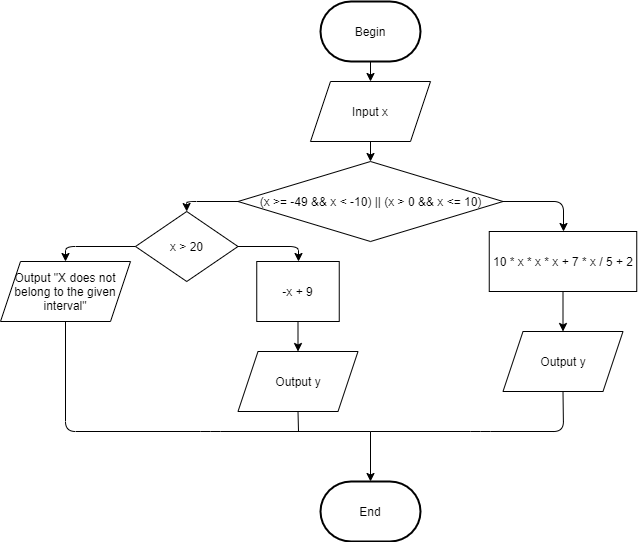 Begin
Input x
(x >= -49 && x < -10) || (x > 0 && x <= 10)
x > 20
10 * x * x * x + 7 * x / 5 + 2
Output "X does not
belong to the given
interval"
-x + 9
Output y
Output y
End